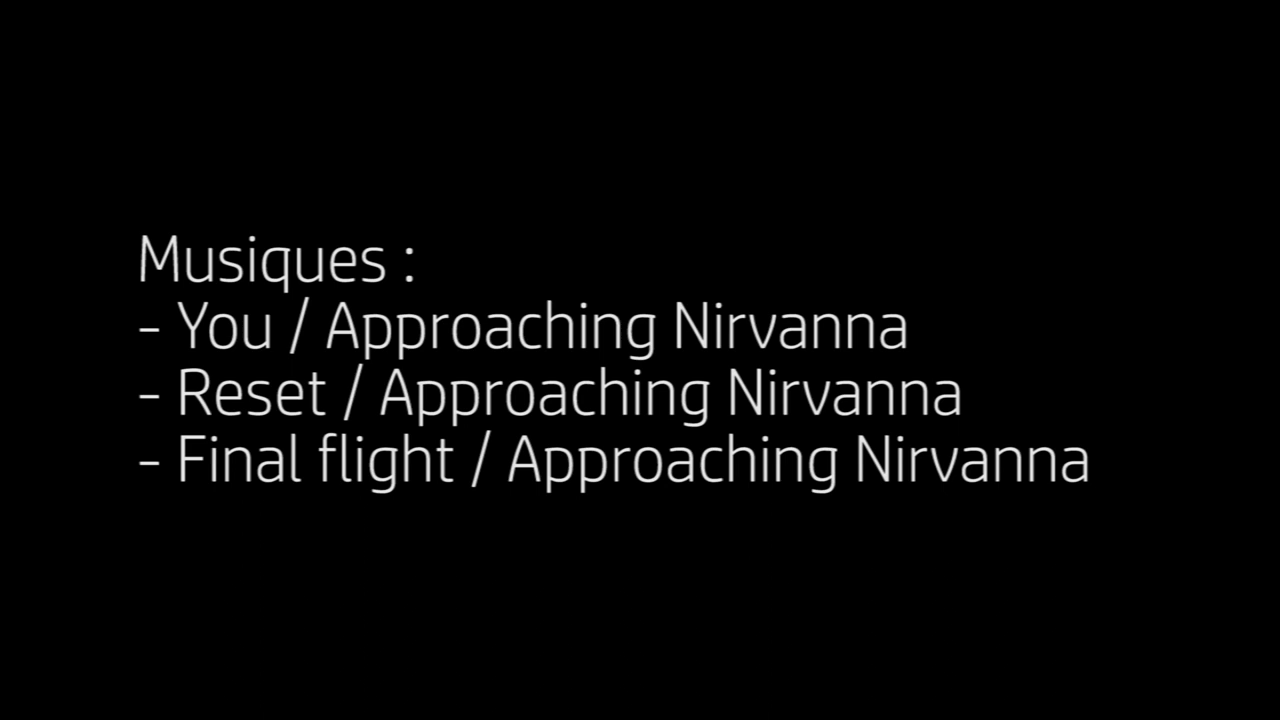 Musiques :
- You / Approaching Nirvanna
- Reset / Approaching Nirvanna
- Final flight / Approaching Nirvanna